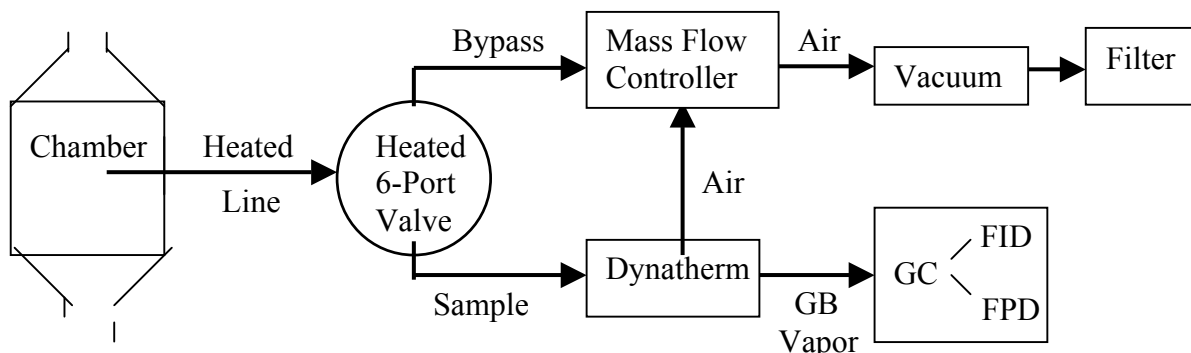 Chamber
Heated
Line
Heated
6-Port
Valve
Bypass
Sample
Mass Flow
Controller
Air
Vacuum
Filter
Air
Dynatherm
GB
Vapor
GC
FID
FPD